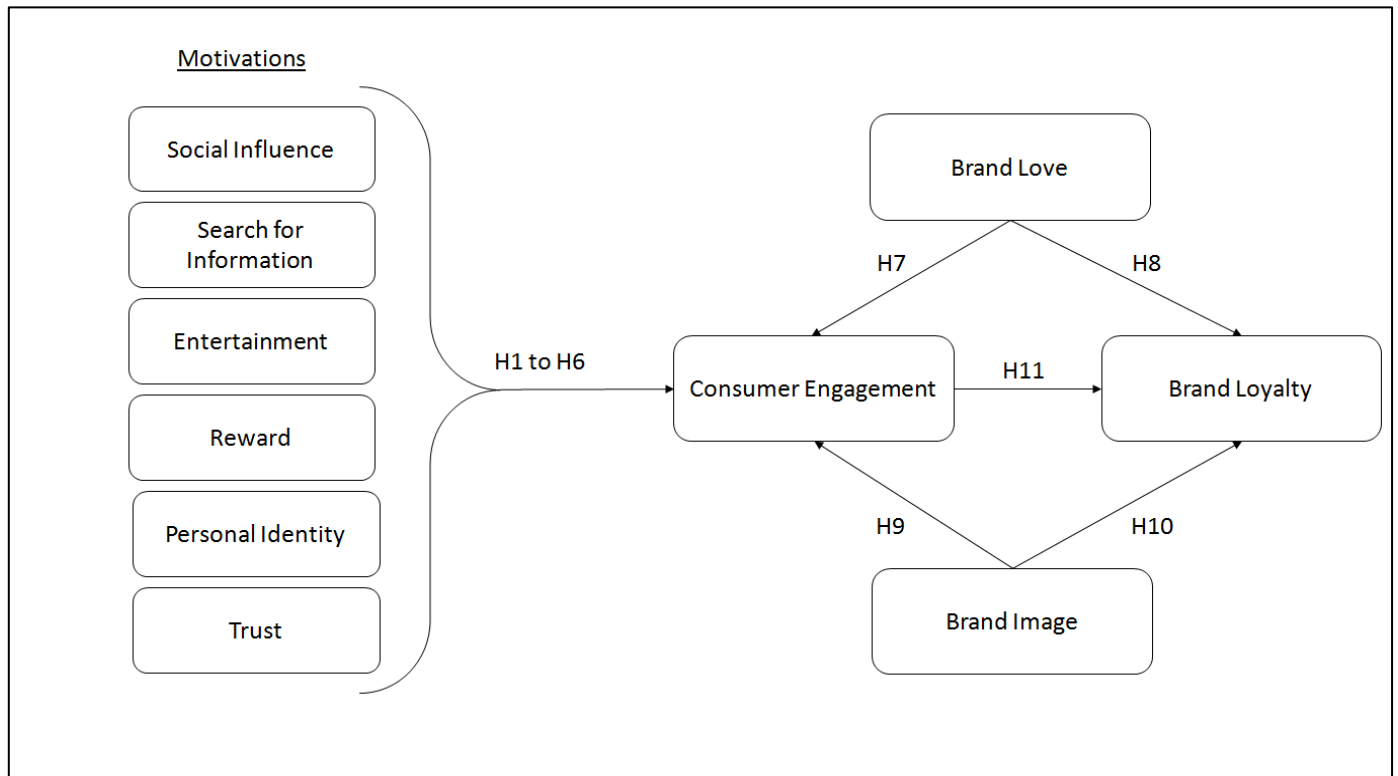 Motivations
Social Influence
Search for
Information
Entertainment
Reward
Personal Identity
Trust
H1 to H6
Brand Love
H7
H8
Consumer Engagement
H11
Brand Loyalty
H9
H10
Brand Image